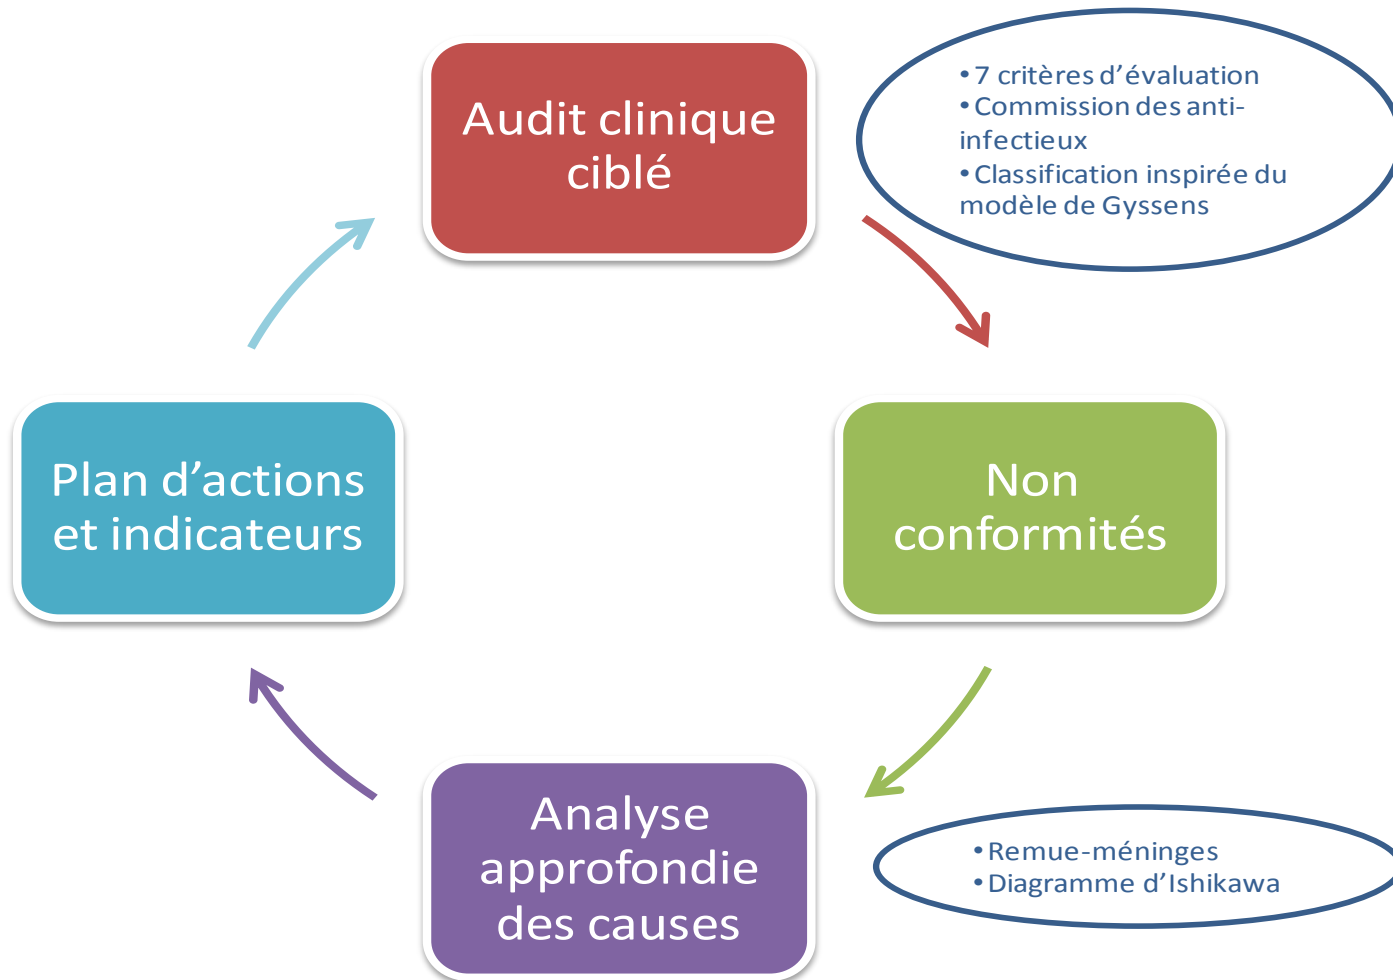 Audit clinique
ciblé
• 7 critères d'évaluation
• Commission des anti-
infectieux
• Classification inspirée du
modèle de Gyssens
Plan d'actions
et indicateurs
Non
conformités
Analyse
approfondie
des causes
• Remue-méninges
• Diagramme d'Ishikawa